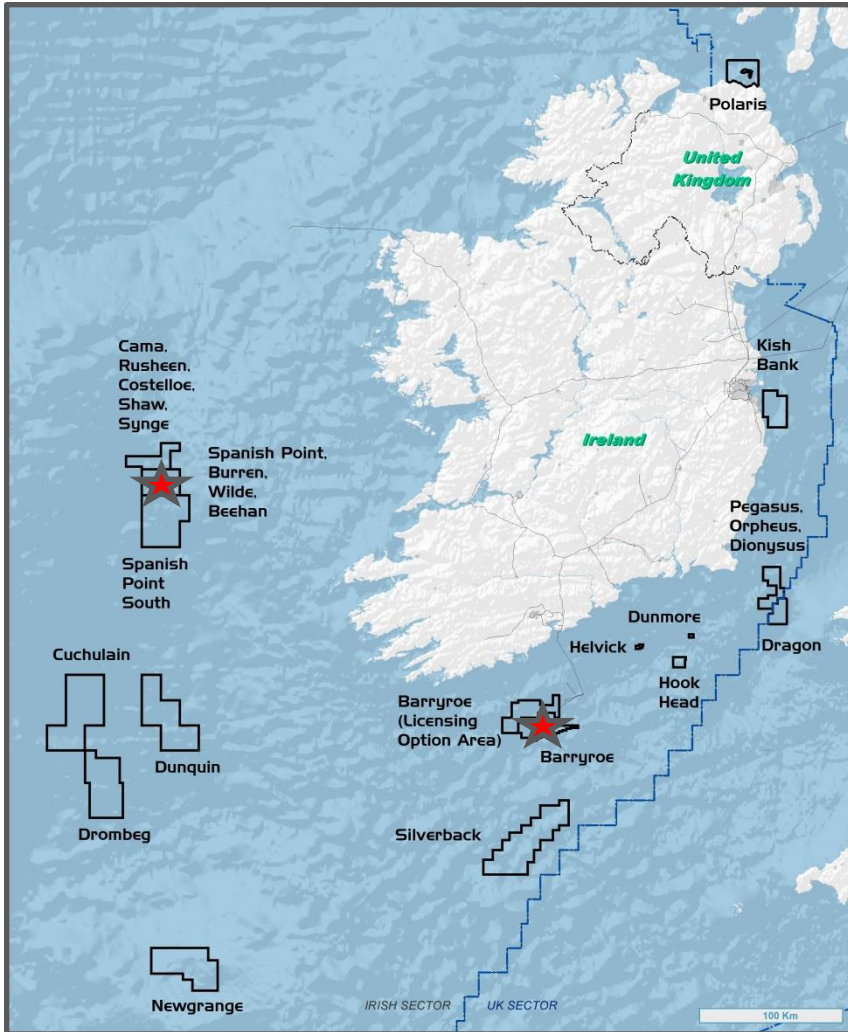 Polaris
United
Kingdom
Cama,
Rusheen,
Costelloe,
Shaw,
Synge
Kish
Bank
Ireland
Spanish Point,
Burren,
Wilde,
Beehan
Pegasus,
Orpheus,
Dionysus
Spanish
Point
South
Dunmore
Helvick
Dragon
Cuchulain
Hook
Head
Barryroe
(Licensing
Option Area)
Dunquin
Barryroe
Drombeg
Silverback
Newgrange
IRISH SECTOR
UK SECTOR
100 Km